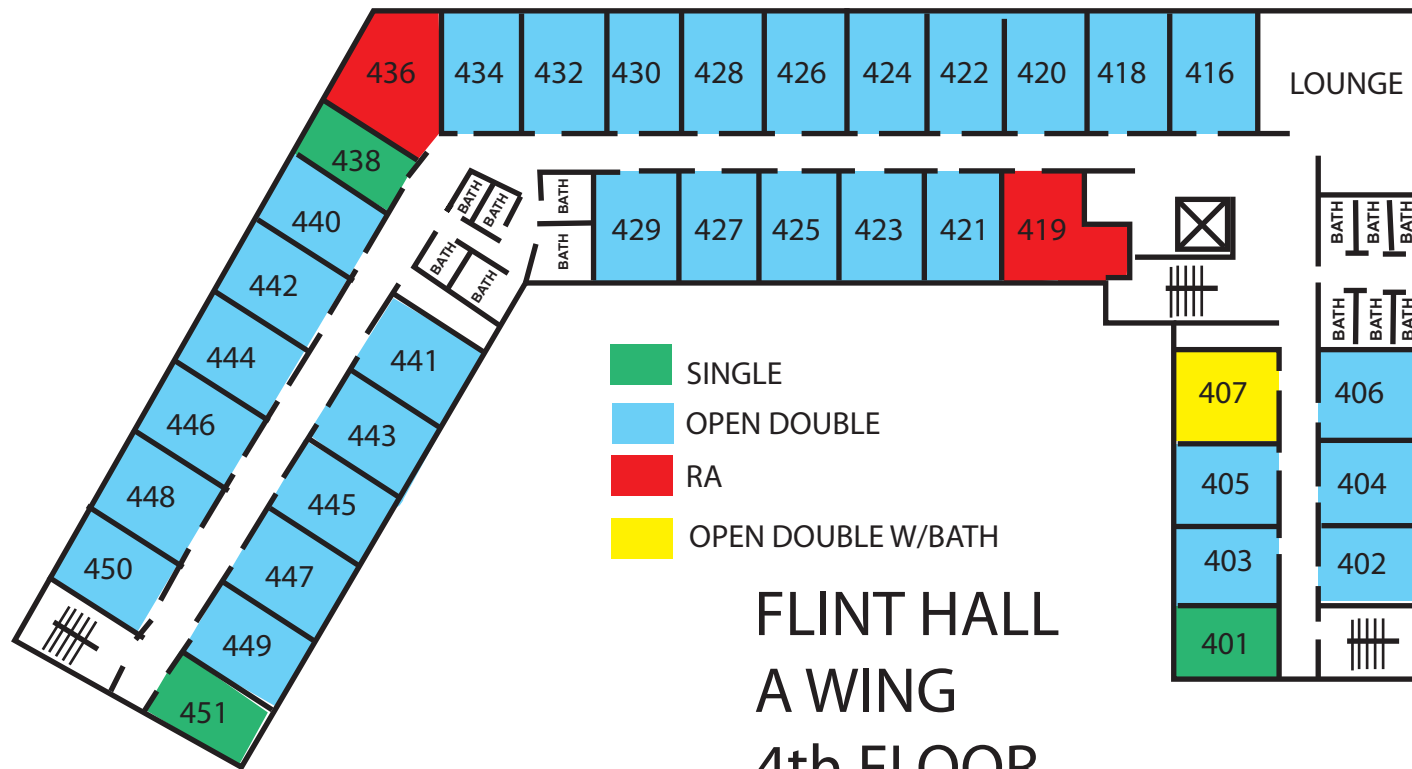 436 434 432 430 428 426 424 422 420 418 416 LOUNGE
438
440
442
444
446
448
450
BATH BATH
BATH BATH
BATH
BATH
429 427 425 423 421 419
BATH BATH BATH
BATH BATH BATH
441
443
445
447
449
451
SINGLE
OPEN DOUBLE
RA
OPEN DOUBLE W/BATH
407 406
405 404
403 402
401
FLINT HALL
A WING
4th FLOOR